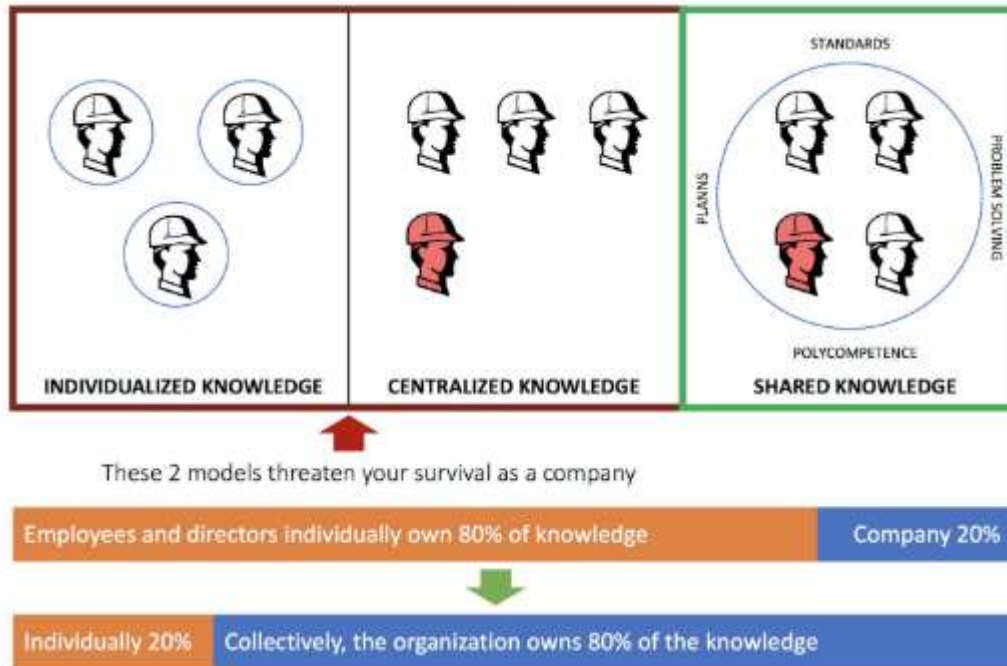 STANDARDS
PLANNS
PROBLEM SOLVING
POLYCOMPETENCE
INDIVIDUALIZED KNOWLEDGE
CENTRALIZED KNOWLEDGE
SHARED KNOWLEDGE
These 2 models threaten your survival as a company
Employees and directors individually own 80% of knowledge
Company 20%
Individually 20%
Collectively, the organization owns 80% of the knowledge